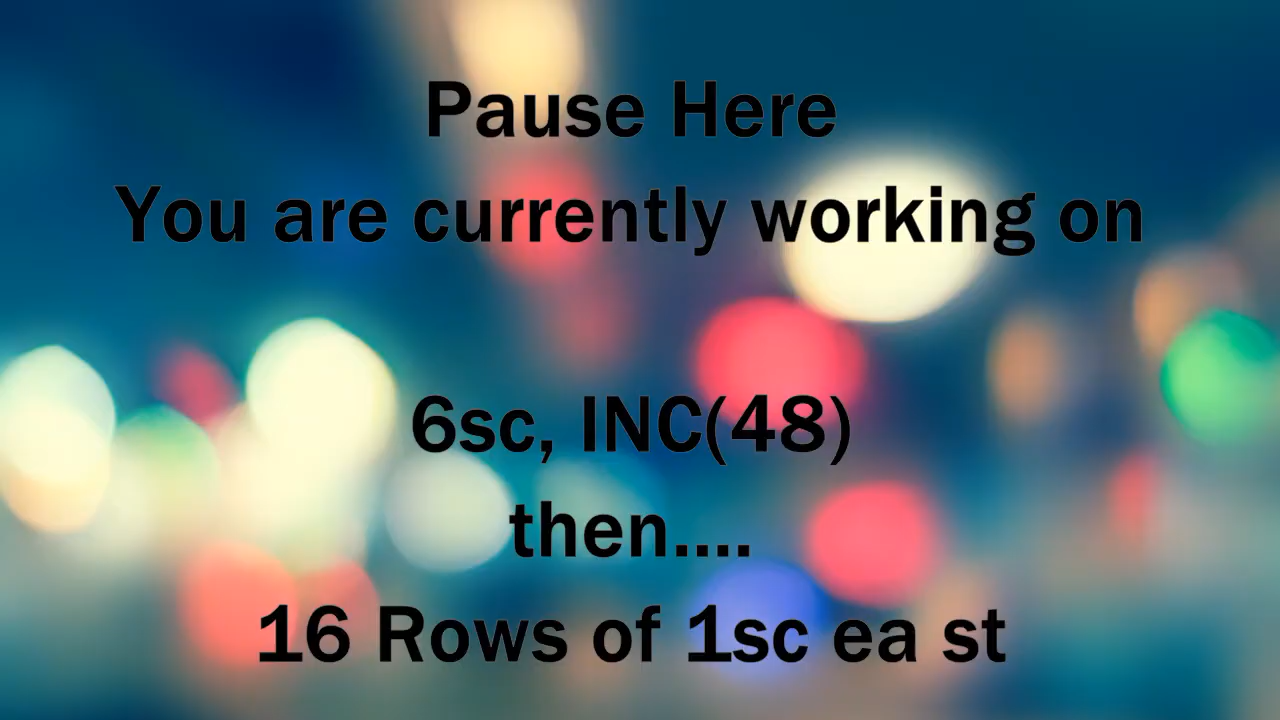 Pause Here
You are currently working on
6sc, INC(48)
then....
16 Rows of 1sc ea st